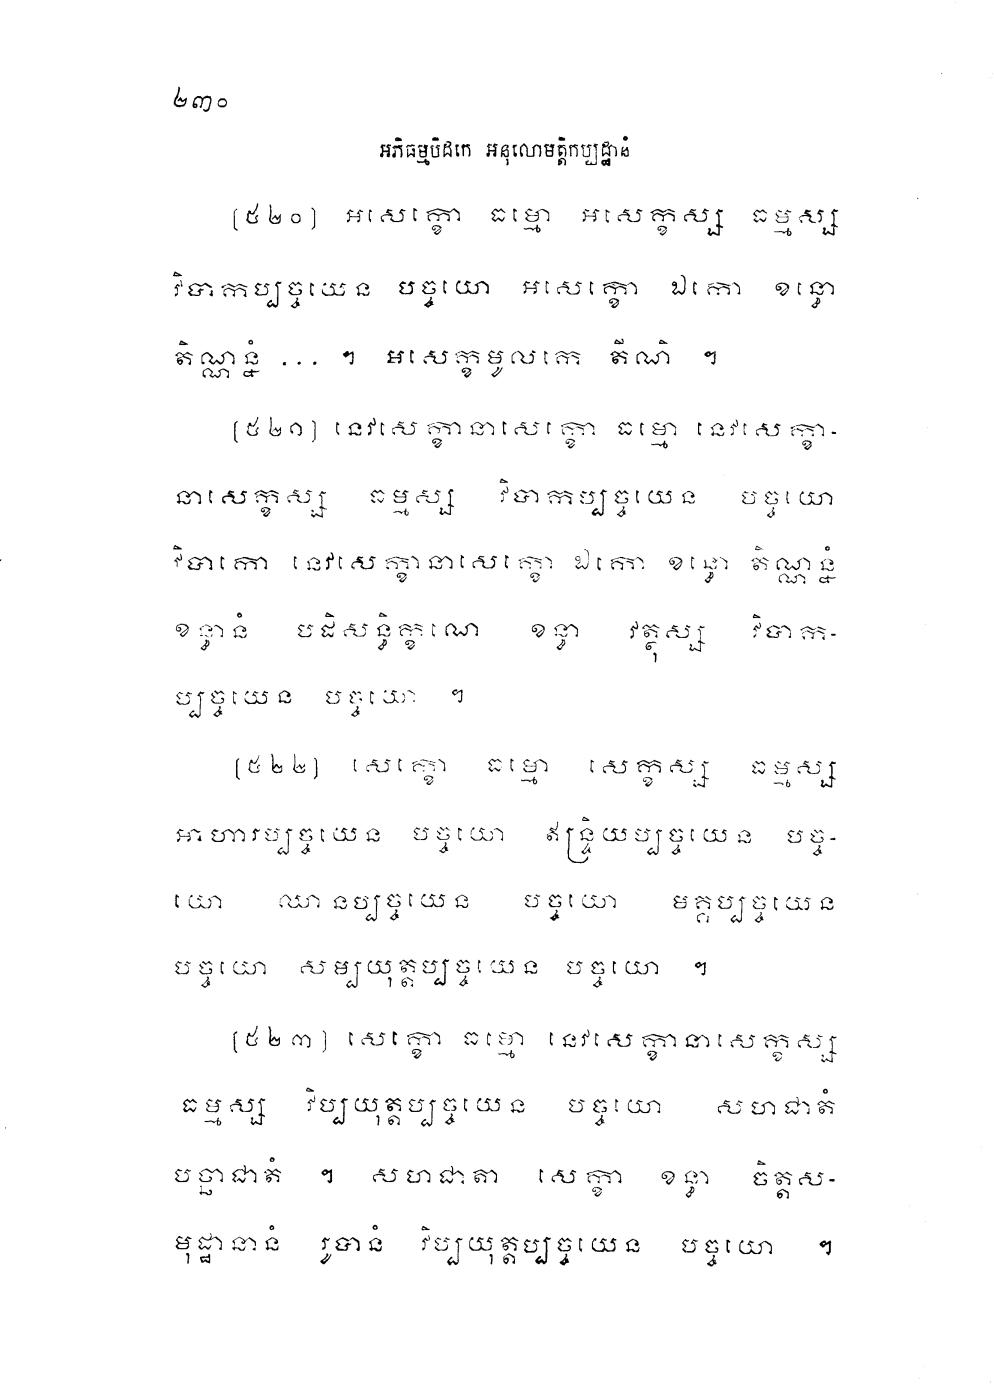 ២៣០
អភិធម្មបិដកេ អនុលោមត្តិកប្បដ្ឋានំ
[៥២០] អសេក្ខោ ធម្មោ អសេក្ខស្ស ធម្មស្ស
វិបាកប្បច្ចយេន បច្ចយោ អសេក្ខោ ឯកោ ខន្ធោ
តិណ្ណន្នំ ... ។ អសេក្ខមូលកេ តីណិ ។
[៥២១] នេវសេក្ខានាសេក្ខោ ធម្មោ នេវសេក្ខា-
នាសេក្ខស្ស ធម្មស្ស វិបាកប្បច្ចយេន បច្ចយោ
វិបាកោ នេវសេក្ខានាសេក្ខោ ឯកោ ខន្ធោ តិណ្ណន្នំ
ខន្ធានំ បដិសន្ធិក្ខណេ ខន្ធា វត្ថុស្ស វិបាក-
ប្បច្ចយេន បច្ចយោ ។
[៥២២] សេក្ខោ ធម្មោ សេក្ខស្ស ធម្មស្ស
អាហារប្បច្ចយេន បច្ចយោ ឥន្ទ្រិយប្បច្ចយេន បច្ច-
យោ ឈានប្បច្ចយេន បច្ចយោ មគ្គប្បច្ចយេន
បច្ចយោ សម្បយុត្តប្បច្ចយេន បច្ចយោ ។
[៥២៣] សេក្ខោ ធម្មោ នេវសេក្ខានាសេក្ខស្ស
ធម្មស្ស វិប្បយុត្តប្បច្ចយេន បច្ចយោ សហជាតំ
បច្ឆាជាតំ ។ សហជាតា សេក្ខា ខន្ធា ចិត្តស-
មុដ្ឋានានំ រូបានំ វិប្បយុត្តប្បច្ចយេន បច្ចយោ ។